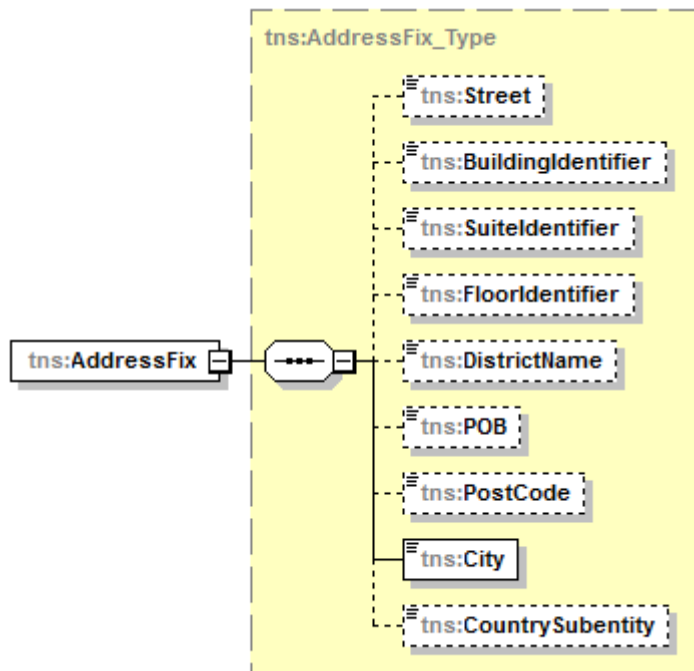 tns:AddressFix_Type
tns:Street
tns:BuildingIdentifier
tns:SuiteIdentifier
tns:FloorIdentifier
tns:AddressFix
tns:DistrictName
tns:POB
tns:PostCode
tns:City
tns:CountrySubentity